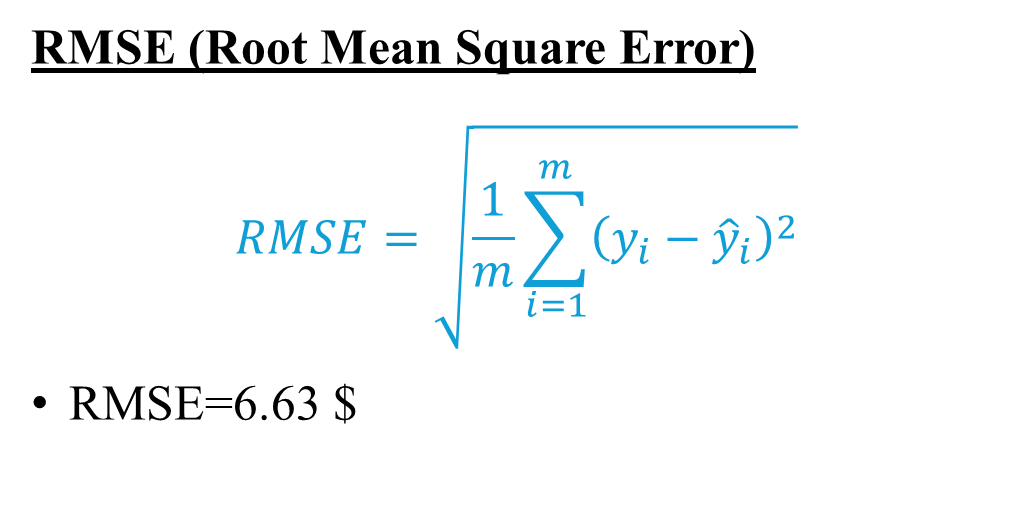 RMSE (Root Mean Square Error)
RMSE = √(1/m ∑_{i=1}^{m} (y_i − ŷ_i)²)
• RMSE=6.63 $